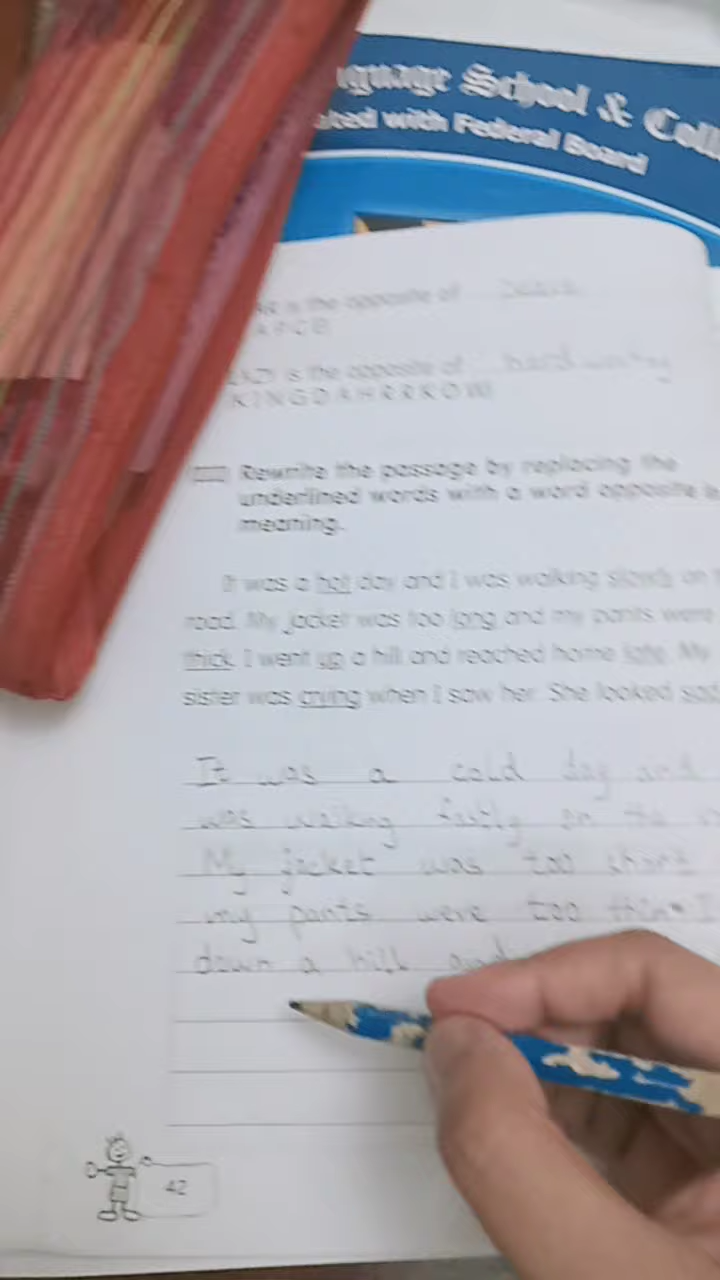 nguage School & Coll
ated with Federal Board
is the opposite of
is the opposite of hard working
KINGDAHRRKOW
Rewrite the passage by replacing the
underlined words with a word opposite in
meaning.
It was a hot day and I was walking slowly on
road. My jacket was too long and my pants were
thick. I went up a hill and reached home late. My
sister was crying when I saw her. She looked sad
It was a cold day and
was walking fastly on the
My jacket was too short
my pants were too thin. I
down a hill and
42